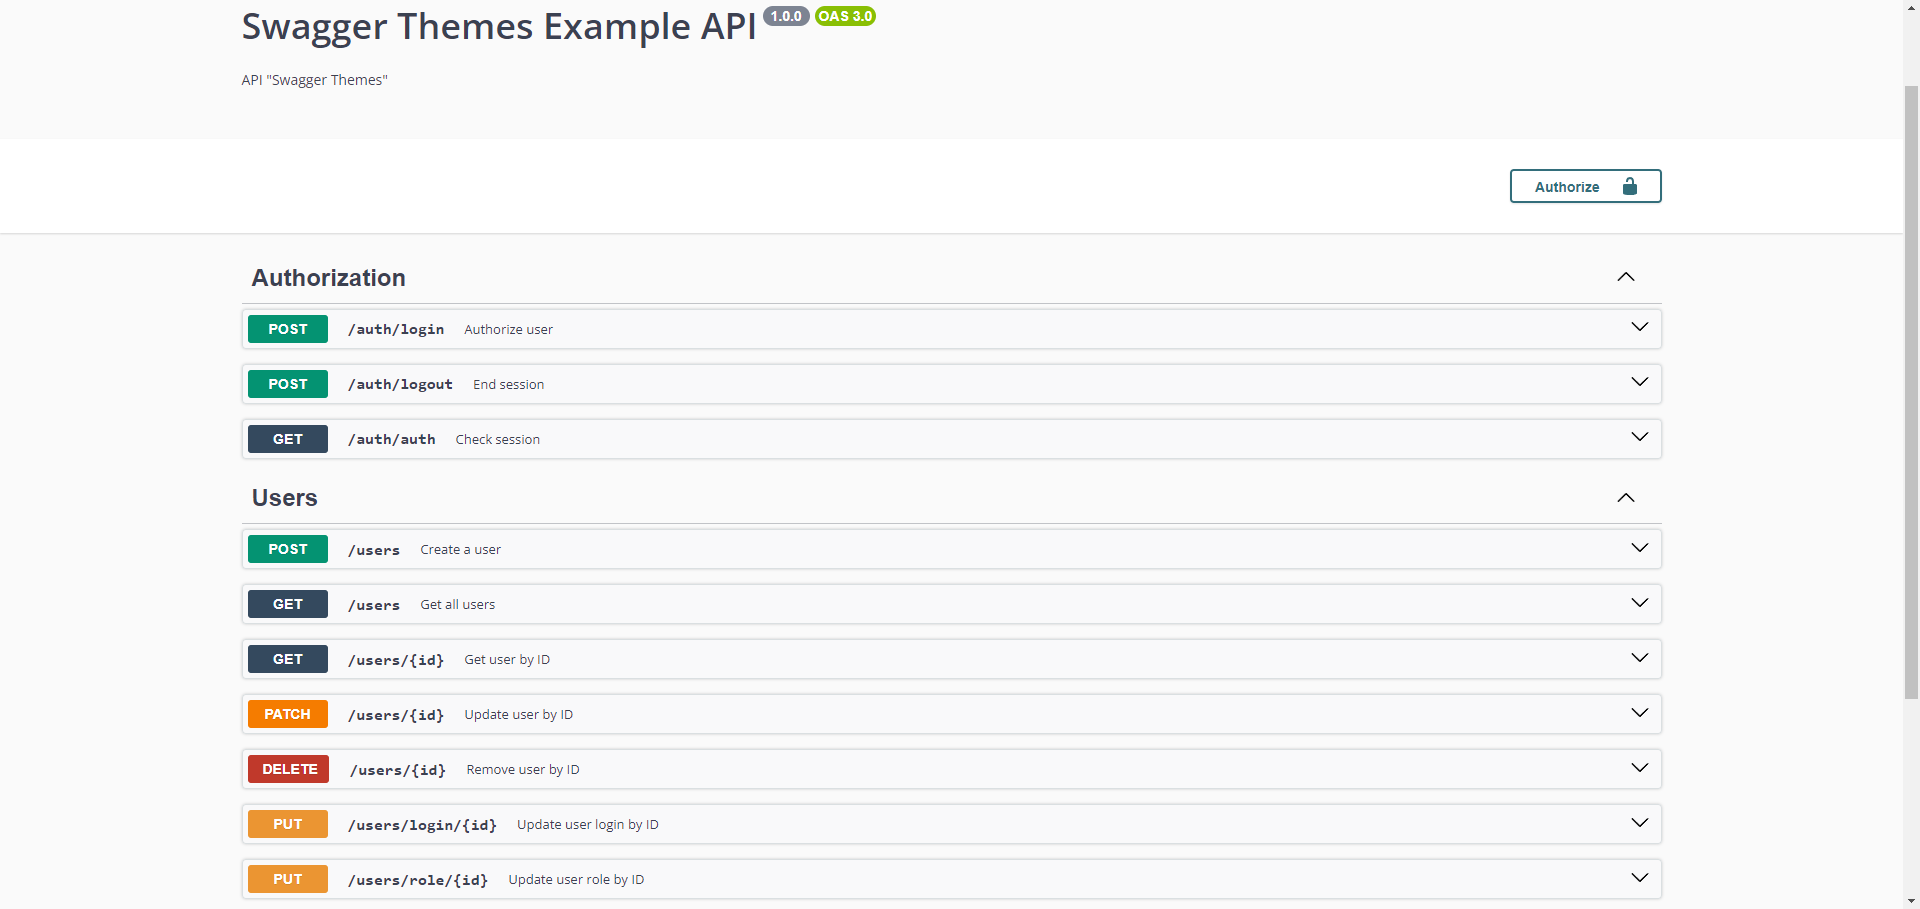 Swagger Themes Example API 1.0.0 OAS 3.0
API "Swagger Themes"
Authorize
Authorization
POST /auth/login Authorize user
POST /auth/logout End session
GET /auth/auth Check session
Users
POST /users Create a user
GET /users Get all users
GET /users/{id} Get user by ID
PATCH /users/{id} Update user by ID
DELETE /users/{id} Remove user by ID
PUT /users/login/{id} Update user login by ID
PUT /users/role/{id} Update user role by ID